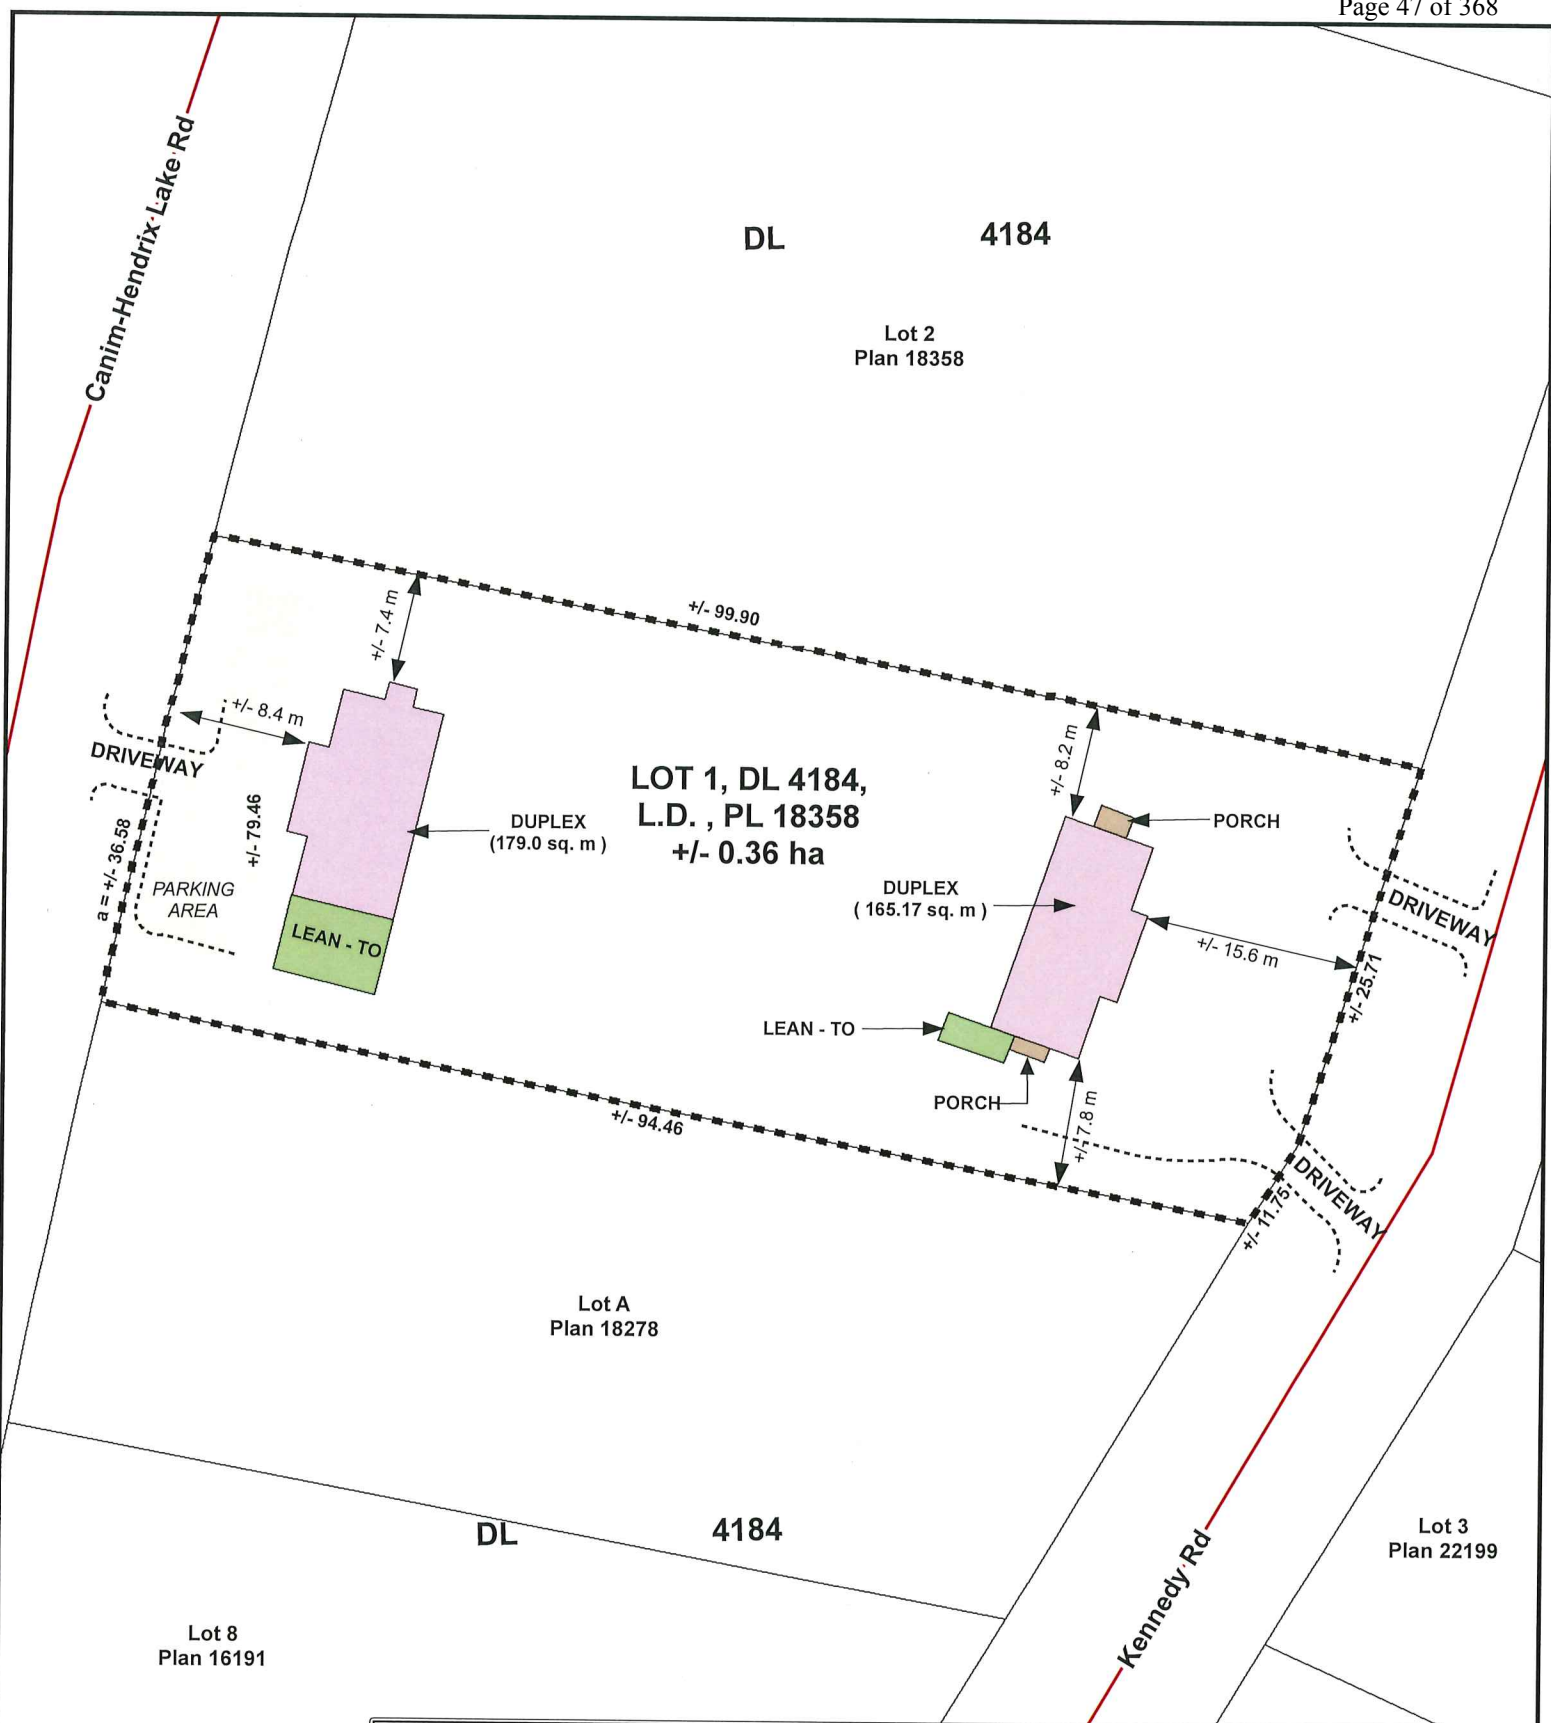 Page 47 of 368
Canim-Hendrix Lake Rd
DL 4184
Lot 2
Plan 18358
+/- 99.90
+/- 7.4 m
+/- 8.4 m
DRIVEWAY
+/- 79.46
a = +/- 36.58
PARKING
AREA
DUPLEX
(179.0 sq. m )
LEAN - TO
LOT 1, DL 4184,
L.D. , PL 18358
+/- 0.36 ha
+/- 8.2 m
PORCH
DUPLEX
( 165.17 sq. m )
DRIVEWAY
+/- 15.6 m
+/- 25.71
LEAN - TO
PORCH
+/- 7.8 m
+/- 94.46
DRIVEWAY
+/- 11.75
Lot A
Plan 18278
DL 4184
Lot 3
Plan 22199
Kennedy Rd
Lot 8
Plan 16191